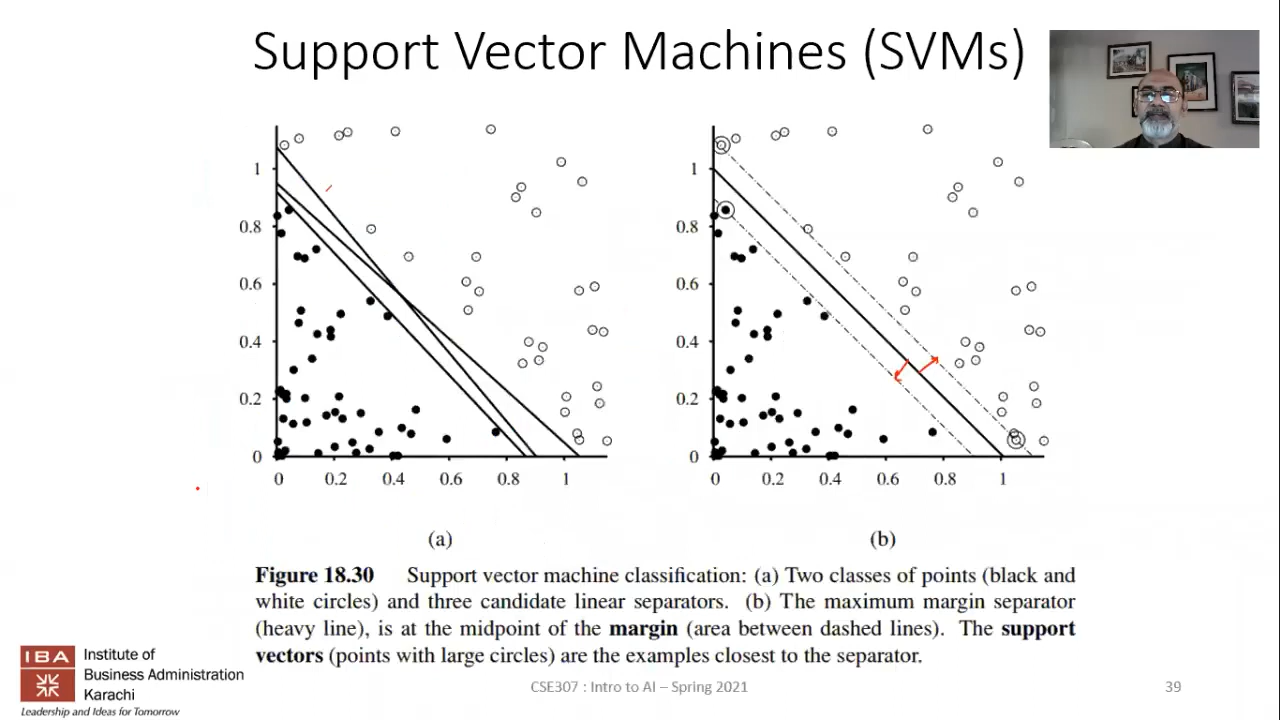 Support Vector Machines (SVMs)
1
0.8
0.6
0.4
0.2
0
0 0.2 0.4 0.6 0.8 1
(a)
1
0.8
0.6
0.4
0.2
0
0 0.2 0.4 0.6 0.8 1
(b)
Figure 18.30 Support vector machine classification: (a) Two classes of points (black and
white circles) and three candidate linear separators. (b) The maximum margin separator
(heavy line), is at the midpoint of the margin (area between dashed lines). The support
vectors (points with large circles) are the examples closest to the separator.
IBA
Institute of
Business Administration
Karachi
Leadership and Ideas for Tomorrow
CSE307 : Intro to AI – Spring 2021
39